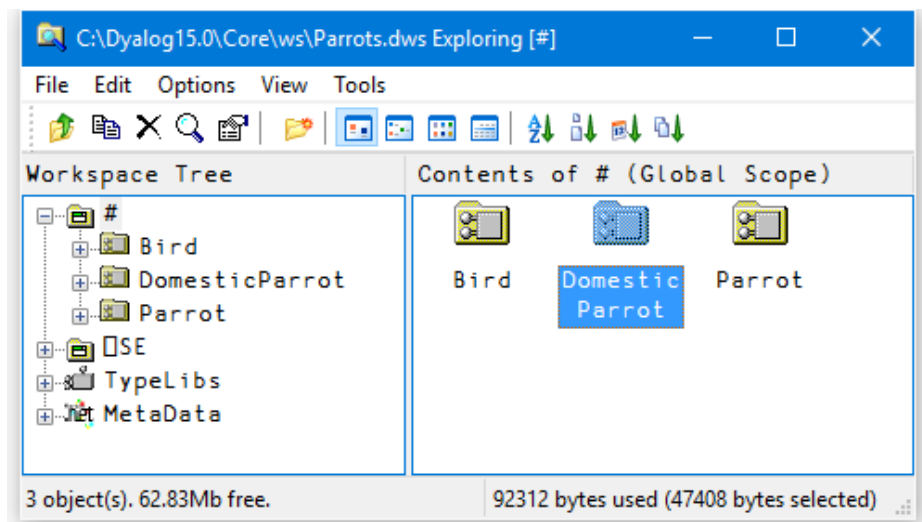 C:\Dyalog15.0\Core\ws\Parrots.dws Exploring [#]
File Edit Options View Tools
Workspace Tree
Contents of # (Global Scope)
#
Bird
DomesticParrot
Parrot
⎕SE
TypeLibs
.net MetaData
Bird
Domestic
Parrot
Parrot
3 object(s). 62.83Mb free.
92312 bytes used (47408 bytes selected)